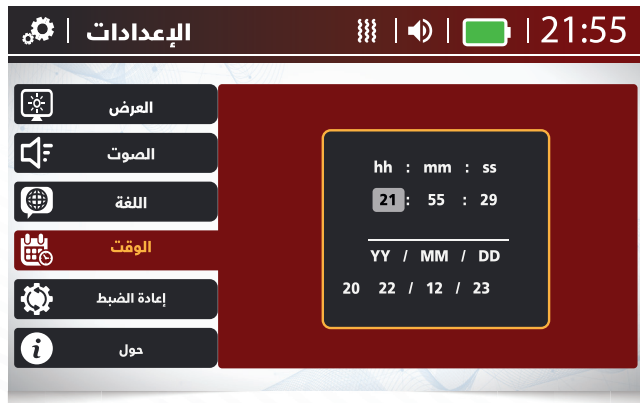 الإعدادات 21:55
العرض
الصوت
اللغة
الوقت
إعادة الضبط
حول
hh : mm : ss
21 : 55 : 29
YY / MM / DD
20 22 / 12 / 23